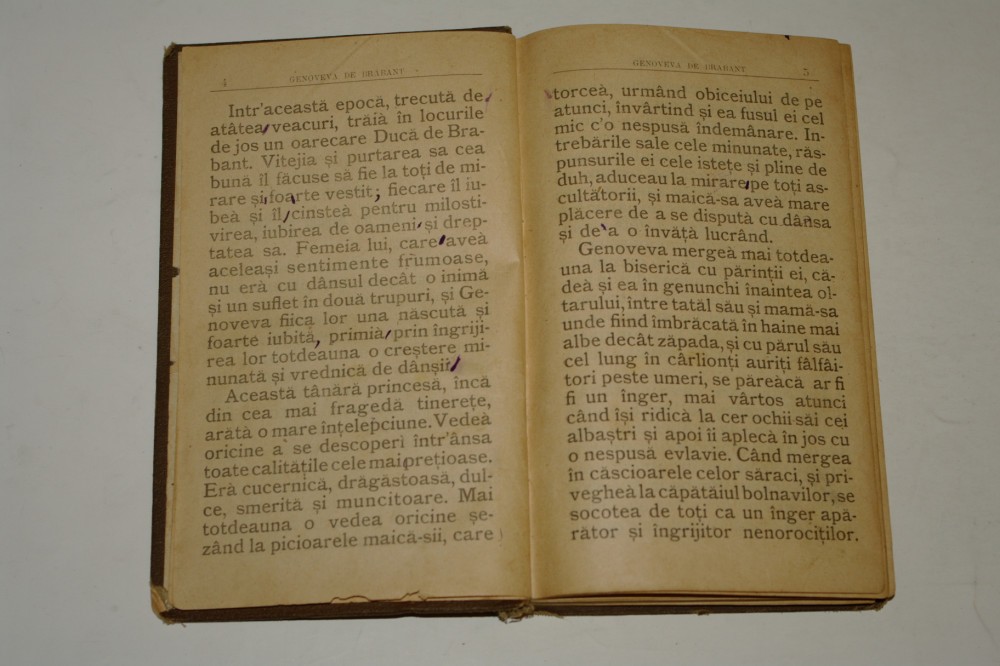 4
GENOVEVA DE BRABANT
Intr'această epocă, trecută de
atâtea veacuri, trăià în locurile
de jos un oarecare Ducă de Bra-
bant. Vitejia și purtarea sa cea
bună îl făcuse să fie la toți de mi-
rare și foarte vestit; fiecare îl iu-
beà și îl cinsteà pentru milosti-
virea, iubirea de oameni și drep-
tatea sa. Femeia lui, care aveà
aceleași sentimente frumoase,
nu erà cu dânsul decât o inimă
și un suflet în două trupuri, și Ge-
noveva fiica lor una născută și
foarte iubită, primià prin îngriji-
rea lor totdeauna o creștere mi-
nunată și vrednică de dânșii
Această tânără princesă, încă
din cea mai fragedă tinerețe,
arătă o mare înțelepciune. Vedeà
oricine a se descoperì într'ânsa
toate calitățile cele mai prețioase.
Erà cucernică, drăgăstoasă, dul-
ce, smerită și muncitoare. Mai
totdeauna o vedea oricine șe-
zând la picioarele maică-sii, care
GENOVEVA DE BRABANT
5
torceà, urmând obiceiului de pe
atunci, învârtind și ea fusul ei cel
mic c'o nespusă îndemânare. In-
trebările sale cele minunate, răs-
punsurile ei cele istețe și pline de
duh, aduceau la mirare pe toți as-
cultătorii, și maică-sa aveà mare
plăcere de a se disputà cu dânsa
și de a o învăță lucrând.
Genoveva mergeà mai totdea-
una la biserică cu părinții ei, că-
deà și ea în genunchi înaintea ol-
tarului, între tatăl său și mamă-sa
unde fiind îmbrăcată în haine mai
albe decât zăpada, și cu părul său
cel lung în cârlionți auriți fâlfâi-
tori peste umeri, se păreàcă ar fi
fi un înger, mai vârtos atunci
când își ridică la cer ochii săi cei
albaștri și apoi ii aplecà în jos cu
o nespusă evlavie. Când mergea
în căscioarele celor săraci, și pri-
vegheà la căpătăiul bolnavilor, se
socotea de toți ca un înger apă-
rător și îngrijitor nenorociților.